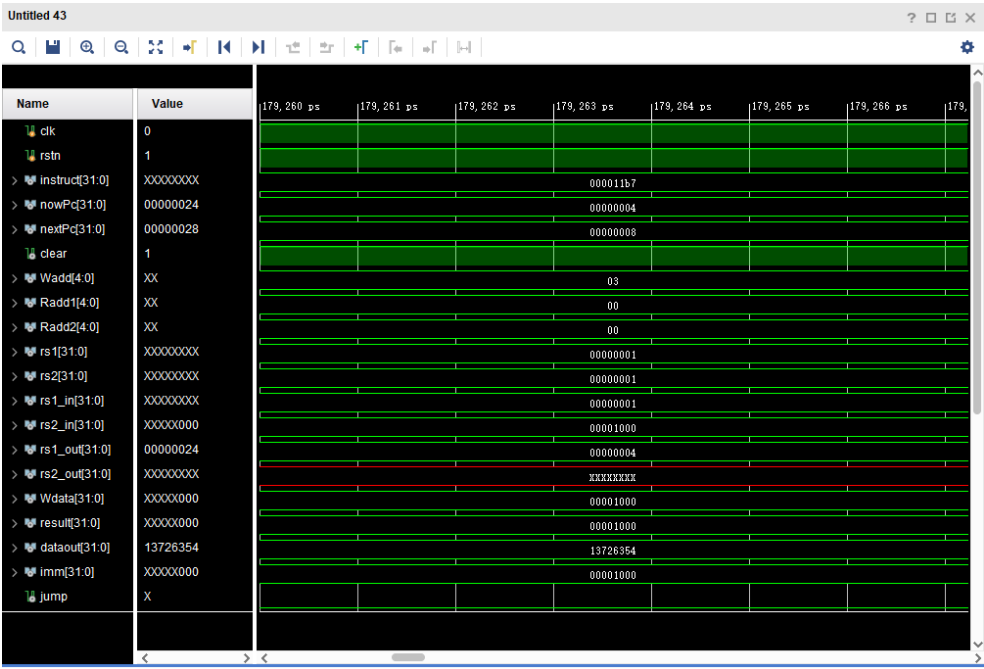 Untitled 43
Name Value 179,260 ps 179,261 ps 179,262 ps 179,263 ps 179,264 ps 179,265 ps 179,266 ps 179,
clk 0
rstn 1
instruct[31:0] XXXXXXXX 000011b7
nowPc[31:0] 00000024 00000004
nextPc[31:0] 00000028 00000008
clear 1
Wadd[4:0] XX 03
Radd1[4:0] XX 00
Radd2[4:0] XX 00
rs1[31:0] XXXXXXXX 00000001
rs2[31:0] XXXXXXXX 00000001
rs1_in[31:0] XXXXXXXX 00000001
rs2_in[31:0] XXXXX000 00001000
rs1_out[31:0] 00000024 00000004
rs2_out[31:0] XXXXXXXX XXXXXXXX
Wdata[31:0] XXXXX000 00001000
result[31:0] XXXXX000 00001000
dataout[31:0] 13726354 13726354
imm[31:0] XXXXX000 00001000
jump X